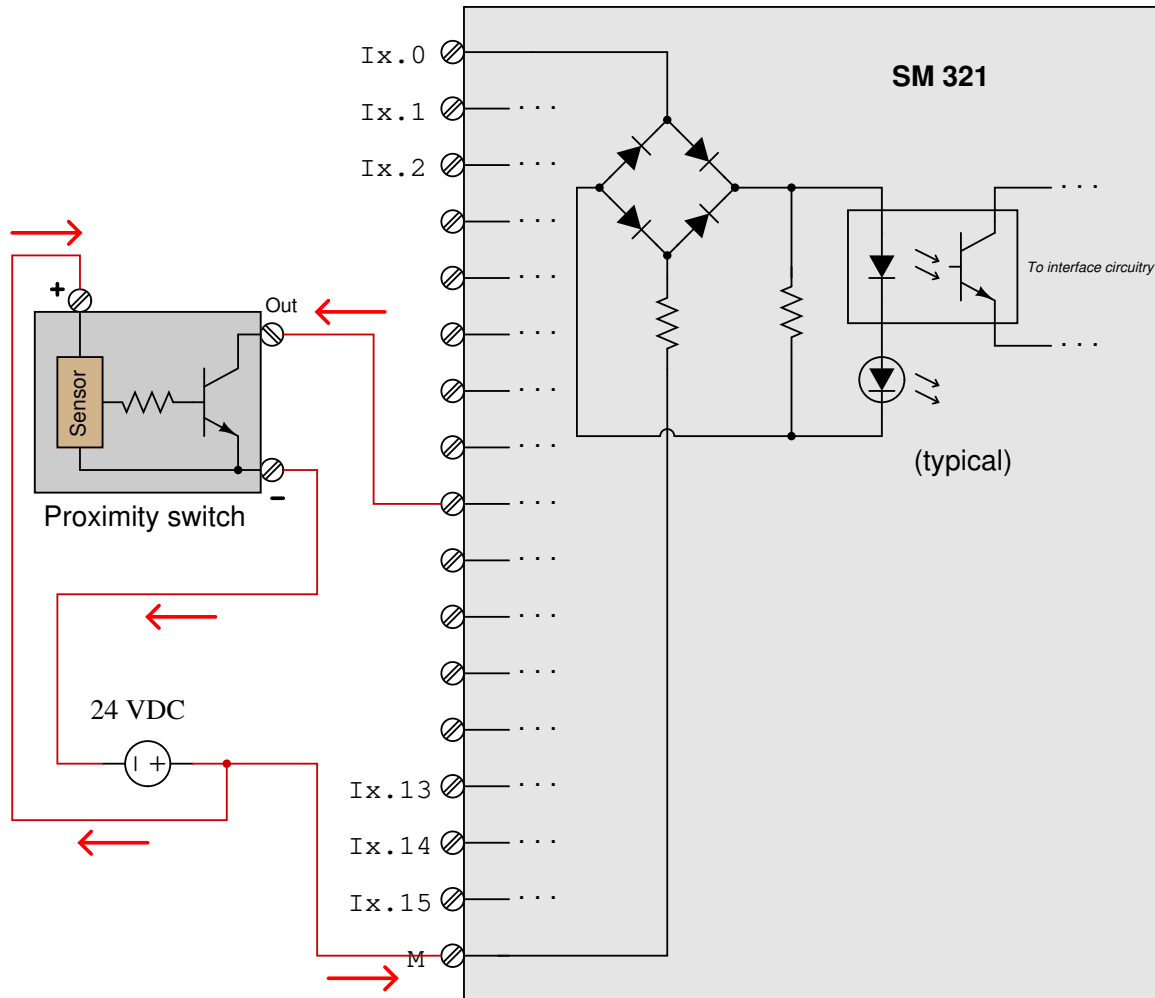 Ix.0
SM 321
Ix.1
Ix.2
To interface circuitry
+
Out
Sensor
-
(typical)
Proximity switch
24 VDC
- +
Ix.13
Ix.14
Ix.15
M